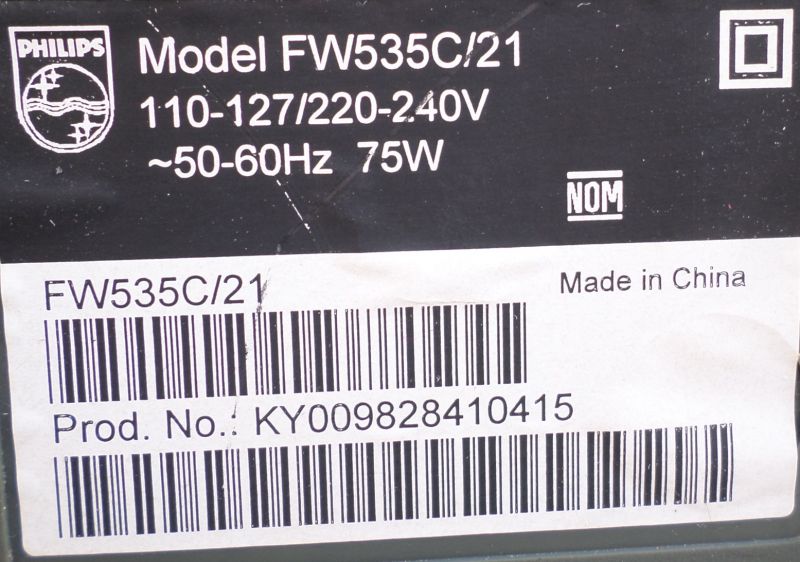 PHILIPS
Model FW535C/21
110-127/220-240V
~50-60Hz 75W
NOM
FW535C/21
Made in China
Prod. No.: KY009828410415